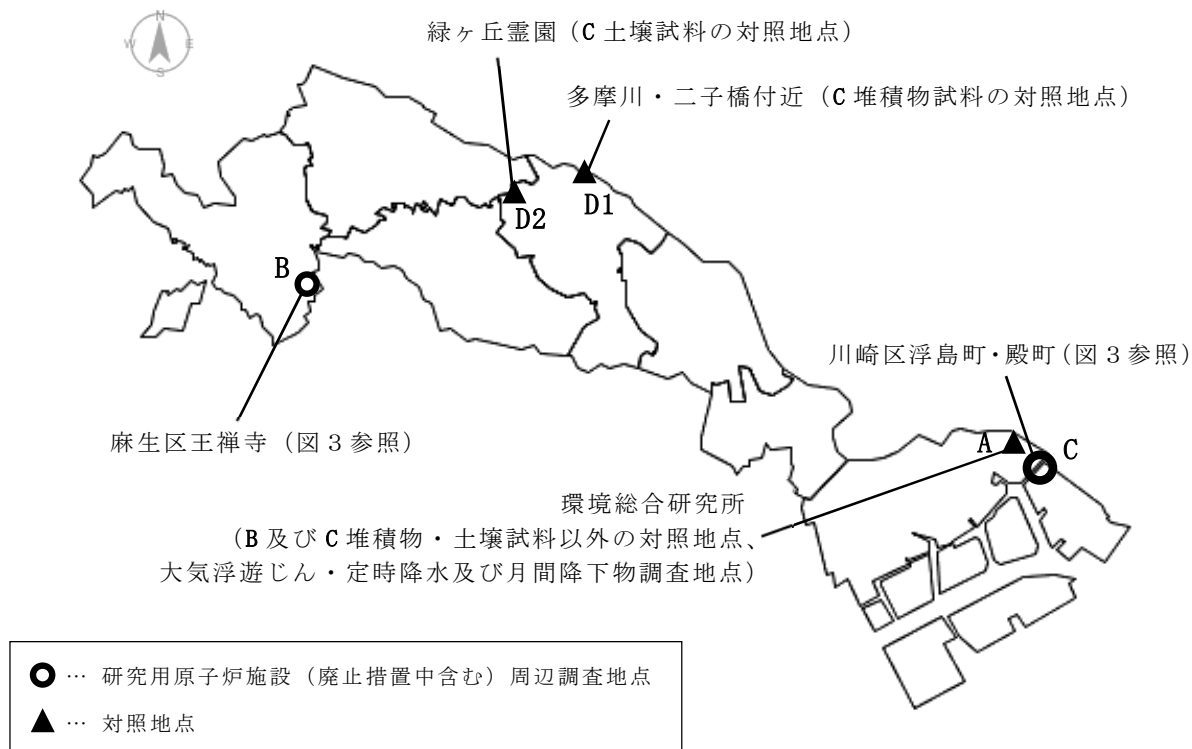 N
W E
S
緑ヶ丘霊園（C 土壌試料の対照地点）
多摩川・二子橋付近（C 堆積物試料の対照地点）
D2
D1
B
川崎区浮島町・殿町（図３参照）
麻生区王禅寺（図３参照）
A
C
環境総合研究所
（B 及び C 堆積物・土壌試料以外の対照地点、
大気浮遊じん・定時降水及び月間降下物調査地点）
… 研究用原子炉施設（廃止措置中含む）周辺調査地点
… 対照地点